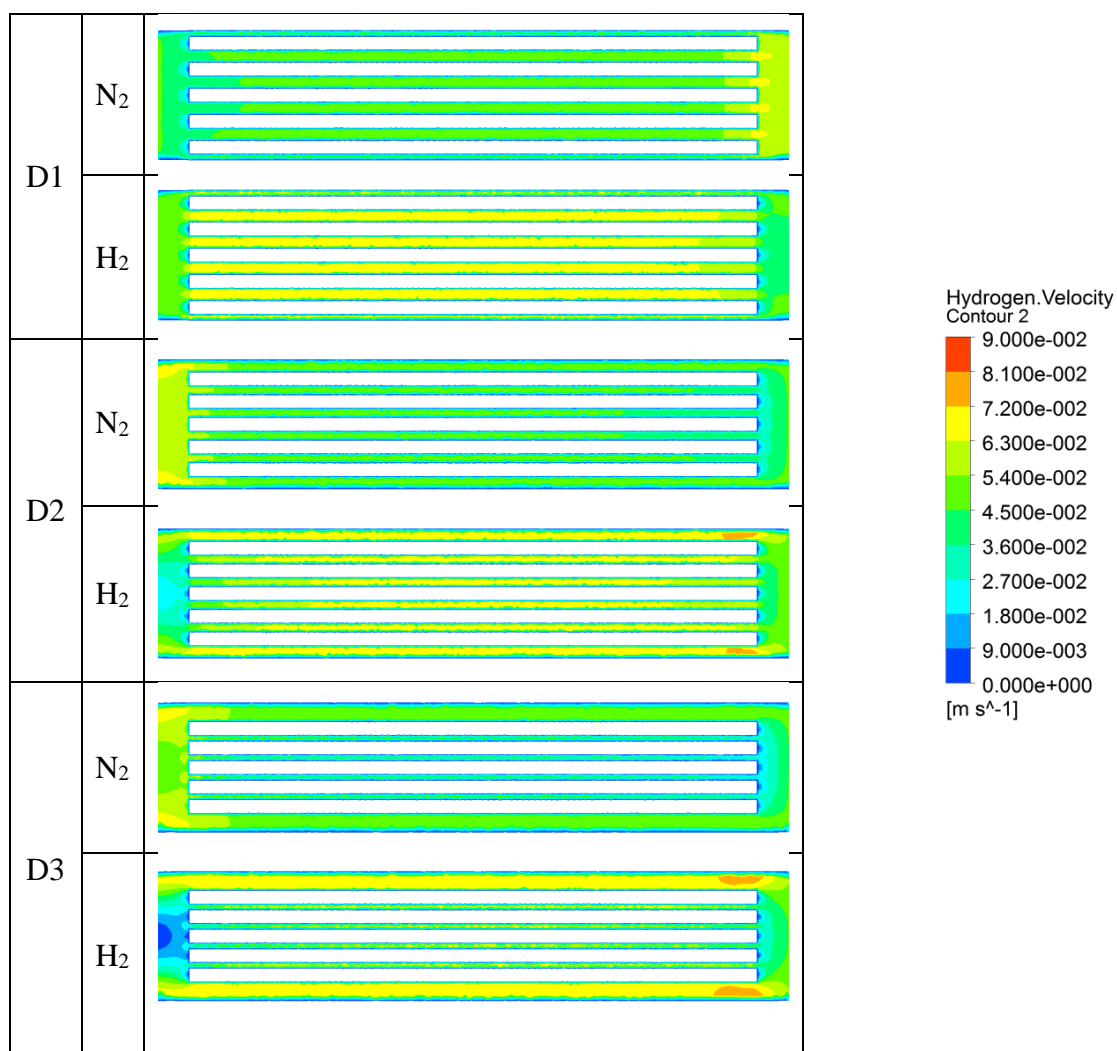 D1
N₂
H₂
D2
N₂
H₂
D3
N₂
H₂
Hydrogen.Velocity
Contour 2
9.000e-002
8.100e-002
7.200e-002
6.300e-002
5.400e-002
4.500e-002
3.600e-002
2.700e-002
1.800e-002
9.000e-003
0.000e+000
[m s^-1]